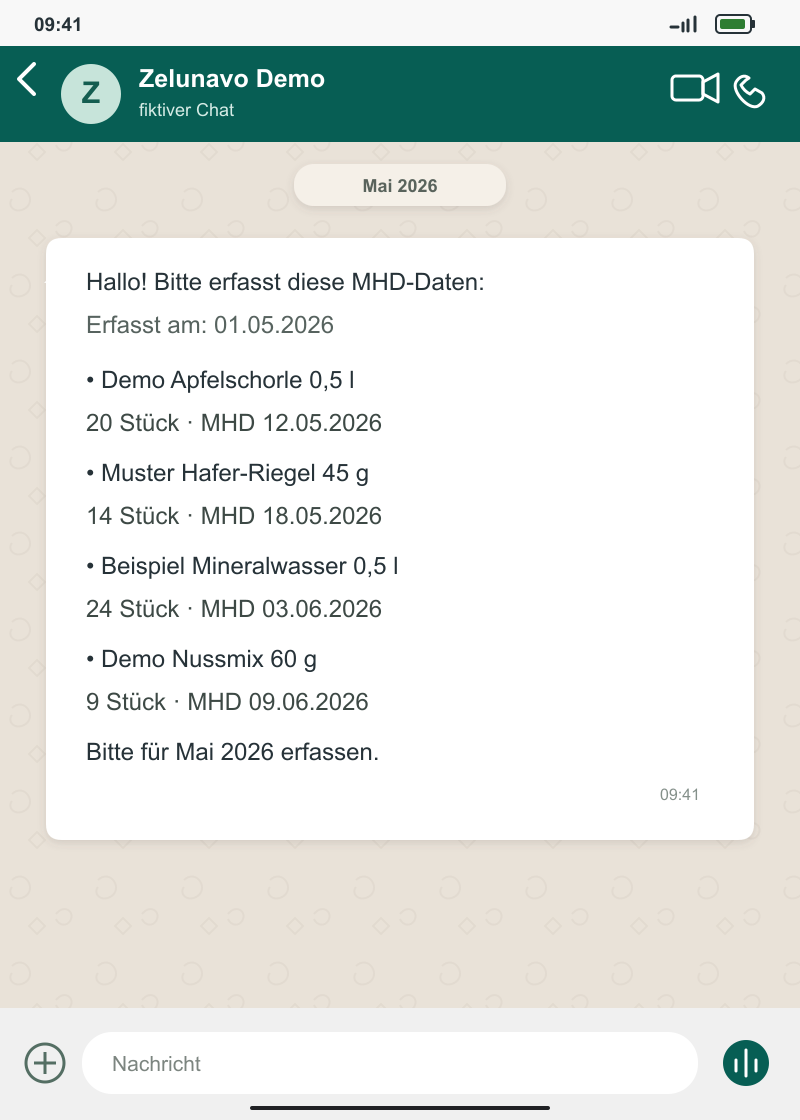 09:41
Z
Zelunavo Demo
fiktiver Chat
Mai 2026
Hallo! Bitte erfasst diese MHD-Daten:
Erfasst am: 01.05.2026
• Demo Apfelschorle 0,5 l
20 Stück · MHD 12.05.2026
• Muster Hafer-Riegel 45 g
14 Stück · MHD 18.05.2026
• Beispiel Mineralwasser 0,5 l
24 Stück · MHD 03.06.2026
• Demo Nussmix 60 g
9 Stück · MHD 09.06.2026
Bitte für Mai 2026 erfassen.
09:41
Nachricht